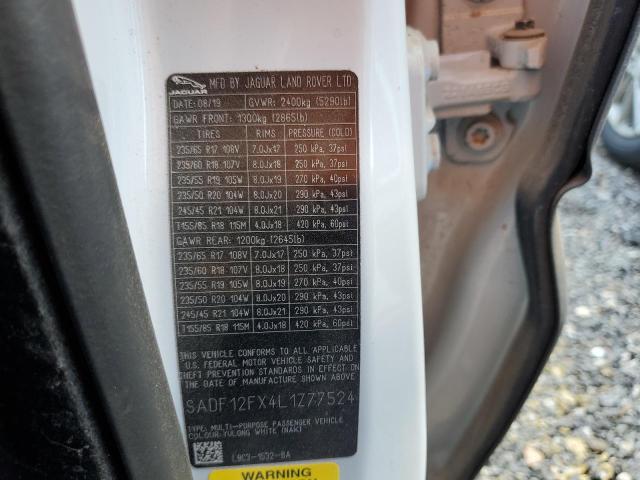 MFD BY JAGUAR LAND ROVER LTD
JAGUAR
DATE: 08/19 GVWR: 2400kg (5290lb)
GAWR FRONT: 1300kg (2865lb)
TIRES RIMS PRESSURE (COLD)
235/65 R17 108V 7.0Jx17 250 kPa, 37psi
235/60 R18 107V 8.0Jx18 250 kPa, 37psi
235/55 R19 105W 8.0Jx19 270 kPa, 40psi
235/50 R20 104W 8.0Jx20 290 kPa, 43psi
245/45 R21 104W 8.0Jx21 290 kPa, 43psi
T155/85 R18 115M 4.0Jx18 420 kPa, 60psi
GAWR REAR: 1200kg (2645lb)
235/65 R17 108V 7.0Jx17 250 kPa, 37psi
235/60 R18 107V 8.0Jx18 250 kPa, 37psi
235/55 R19 105W 8.0Jx19 270 kPa, 40psi
235/50 R20 104W 8.0Jx20 290 kPa, 43psi
245/45 R21 104W 8.0Jx21 290 kPa, 43psi
T155/85 R18 115M 4.0Jx18 420 kPa, 60psi
THIS VEHICLE CONFORMS TO ALL APPLICABLE
U.S. FEDERAL MOTOR VEHICLE SAFETY AND
THEFT PREVENTION STANDARDS IN EFFECT
ON THE DATE OF MANUFACTURE SHOWN ABOVE.
SADF12FX4L1Z77524
TYPE: MULTI-PURPOSE PASSENGER VEHICLE
COLOUR: YULONG WHITE (NAK)
L9C3-1532-BA
WARNING